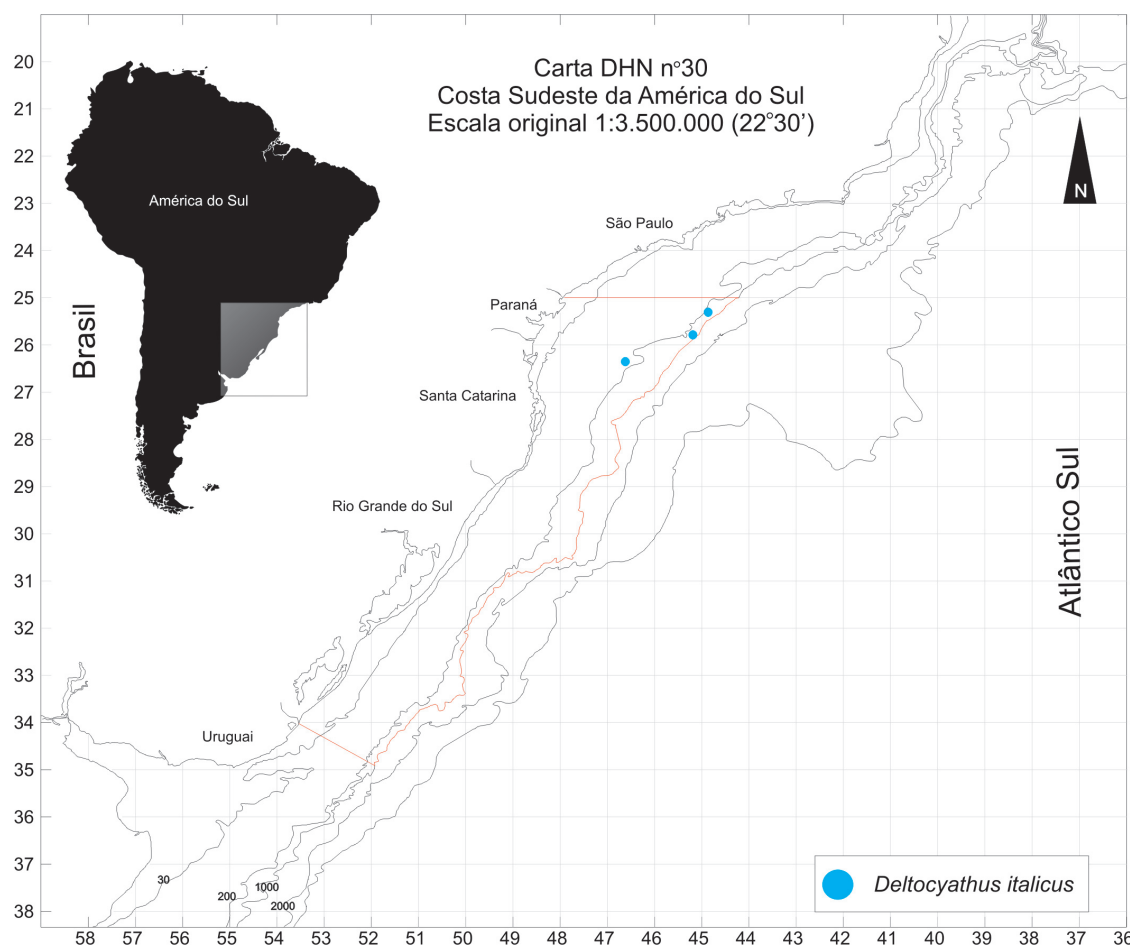 Carta DHN nº30
Costa Sudeste da América do Sul
Escala original 1:3.500.000 (22°30’)
América do Sul
Brasil
N
São Paulo
Paraná
Santa Catarina
Rio Grande do Sul
Uruguai
Atlântico Sul
20
21
22
23
24
25
26
27
28
29
30
31
32
33
34
35
36
37
38
30
200
1000
2000
Deltocyathus italicus
58 57 56 55 54 53 52 51 50 49 48 47 46 45 44 43 42 41 40 39 38 37 36